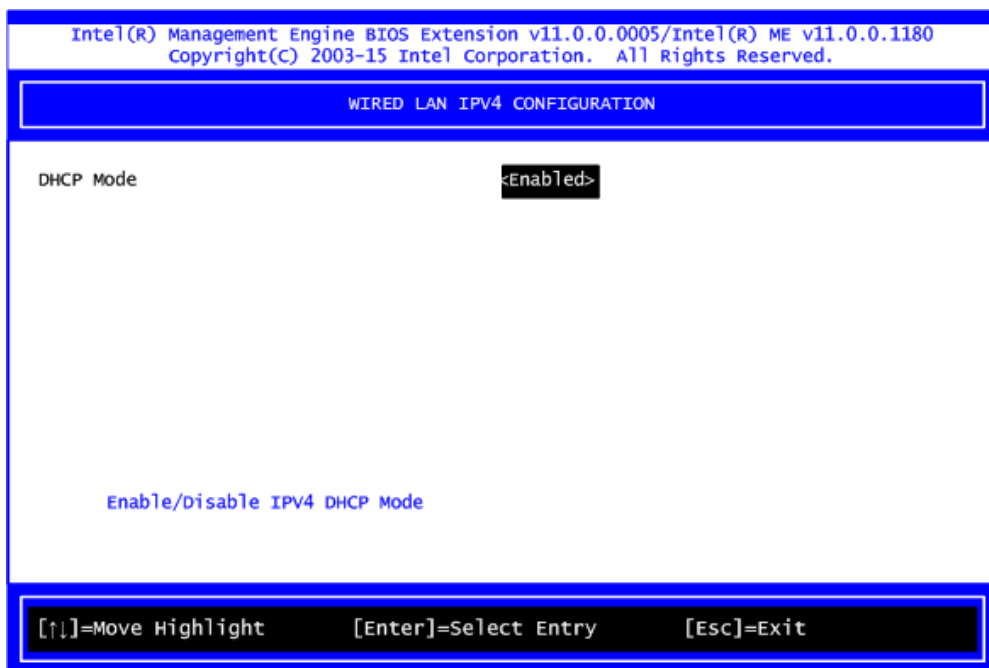 Intel(R) Management Engine BIOS Extension v11.0.0.0005/Intel(R) ME v11.0.0.1180
Copyright(C) 2003-15 Intel Corporation. All Rights Reserved.
WIRED LAN IPV4 CONFIGURATION
DHCP Mode <Enabled>
Enable/Disable IPV4 DHCP Mode
[↑↓]=Move Highlight [Enter]=Select Entry [Esc]=Exit